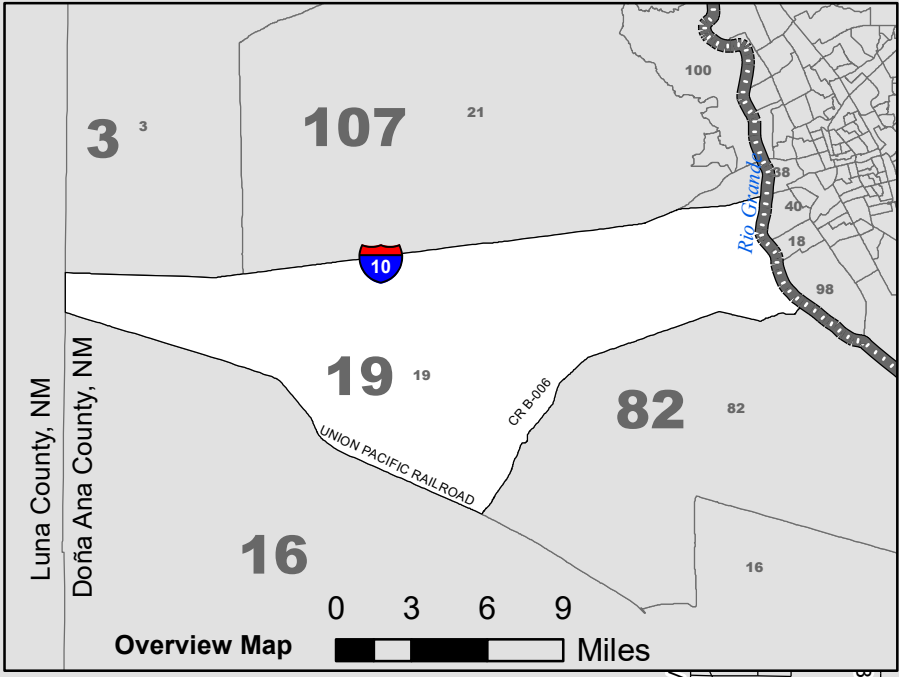 100
21
107
3
3
38
Rio Grande
40
18
10
98
19
19
CR B-006
82
82
UNION PACIFIC RAILROAD
Luna County, NM
Doña Ana County, NM
16
16
0 3 6 9
Overview Map
Miles